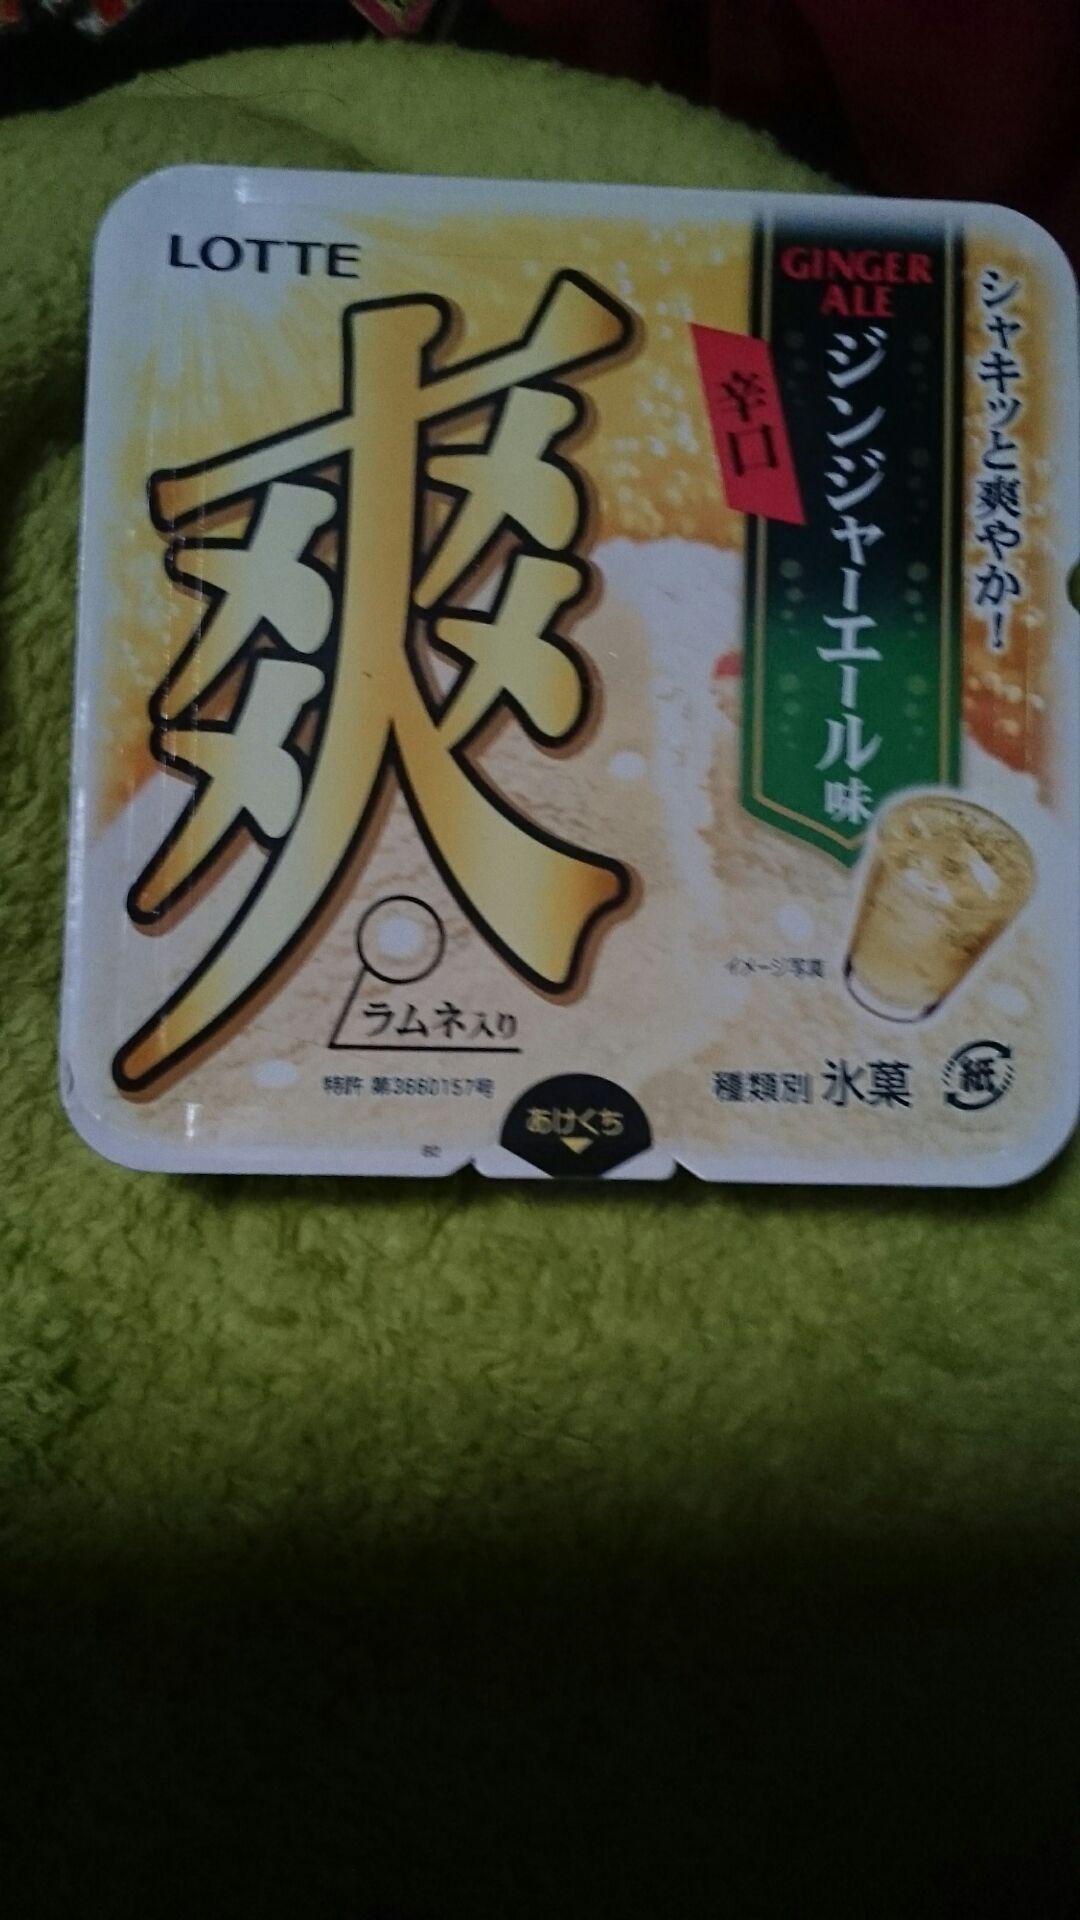 LOTTE
爽
GINGER
ALE
ジンジャーエール味
辛口
シャキッと爽やか！
ラムネ入り
イメージ写真
特許 第3660157号
種類別 氷菓
紙
あけくち